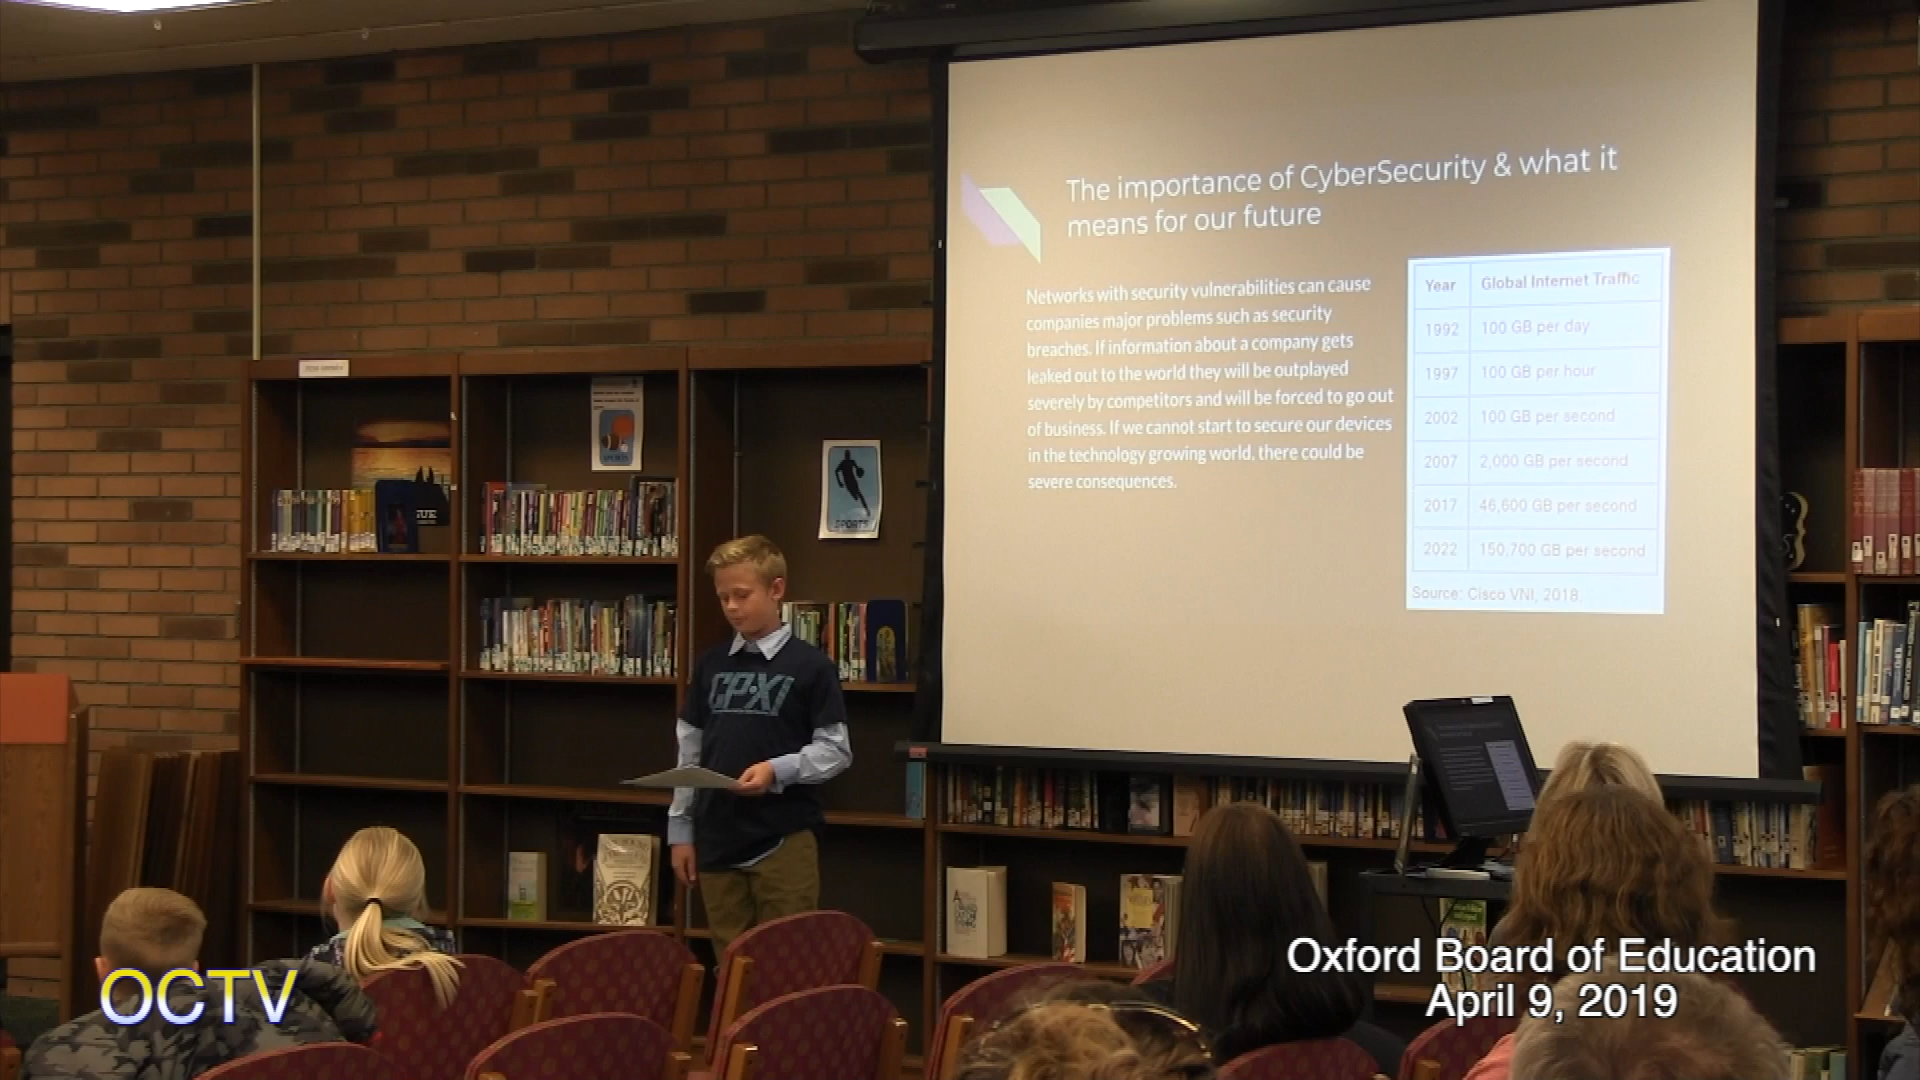 The importance of CyberSecurity & what it
means for our future
Networks with security vulnerabilities can cause
companies major problems such as security
breaches. If information about a company gets
leaked out to the world they will be outplayed
severely by competitors and will be forced to go out
of business. If we cannot start to secure our devices
in the technology growing world, there could be
severe consequences.
Year Global Internet Traffic
1992 100 GB per day
1997 100 GB per hour
2002 100 GB per second
2007 2,000 GB per second
2017 46,600 GB per second
2022 150,700 GB per second
Source: Cisco VNI, 2018.
SPORTS
CP-XI
OCTV
Oxford Board of Education
April 9, 2019